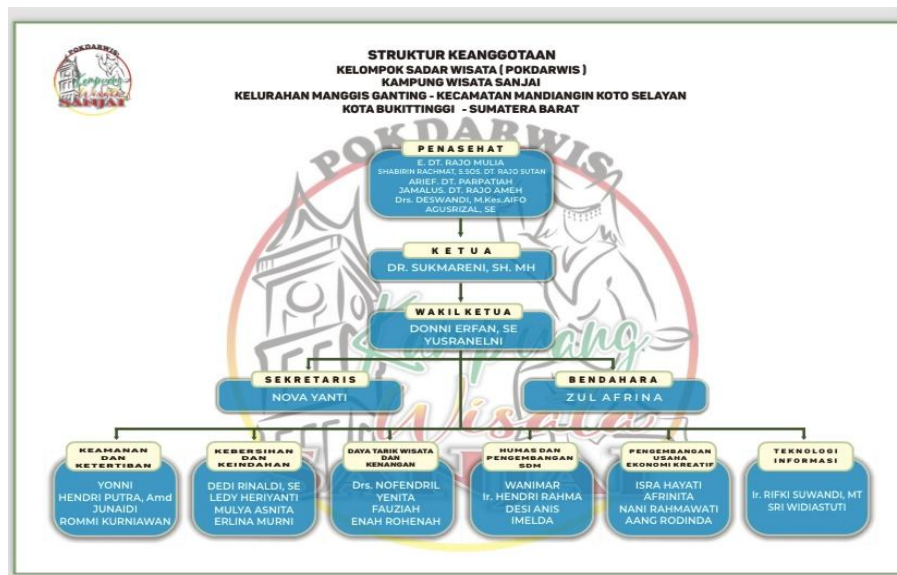 POKDARWIS
Kampuang
Wisata
SANJAI
STRUKTUR KEANGGOTAAN
KELOMPOK SADAR WISATA ( POKDARWIS )
KAMPUNG WISATA SANJAI
KELURAHAN MANGGIS GANTING - KECAMATAN MANDIANGIN KOTO SELAYAN
KOTA BUKITTINGGI - SUMATERA BARAT
POKDARWIS
Kampuang
Wisata
SANJAI
PENASEHAT
E. DT. RAJO MULIA
SHABIRIN RACHMAT, S.SOS. DT. RAJO SUTAN
ARIEF. DT. PARPATIAH
JAMALUS. DT. RAJO AMEH
Drs. DESWANDI, M.Kes.AIFO
AGUSRIZAL, SE
KETUA
DR. SUKMARENI, SH. MH
WAKIL KETUA
DONNI ERFAN, SE
YUSRANELNI
SEKRETARIS
NOVA YANTI
BENDAHARA
ZUL AFRINA
KEAMANAN
DAN
KETERTIBAN
YONNI
HENDRI PUTRA, Amd
JUNAIDI
ROMMI KURNIAWAN
KEBERSIHAN
DAN
KEINDAHAN
DEDI RINALDI, SE
LEDY HERIYANTI
MULYA ASNITA
ERLINA MURNI
DAYA TARIK WISATA
DAN
KENANGAN
Drs. NOFENDRIL
YENITA
FAUZIAH
ENAH ROHENAH
HUMAS DAN
PENGEMBANGAN
SDM
WANIMAR
Ir. HENDRI RAHMA
DESI ANIS
IMELDA
PENGEMBANGAN
USAHA
EKONOMI KREATIF
ISRA HAYATI
AFRINITA
NANI RAHMAWATI
AANG RODINDA
TEKNOLOGI
INFORMASI
Ir. RIFKI SUWANDI, MT
SRI WIDIASTUTI